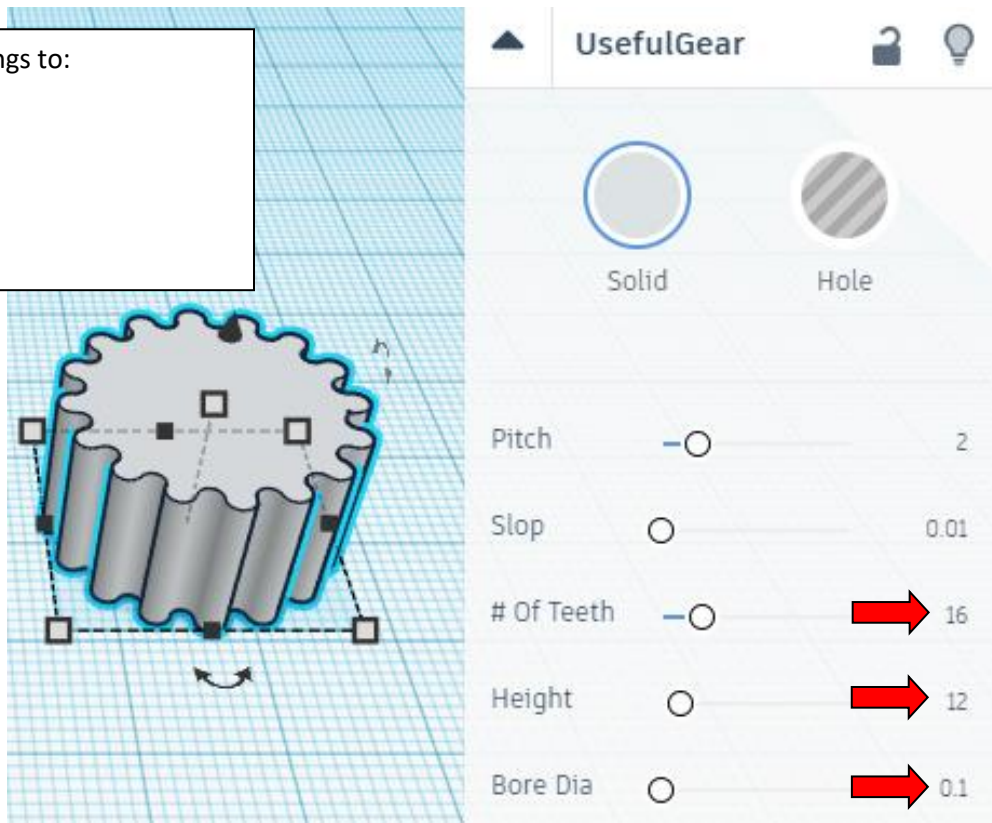 ngs to:
UsefulGear
Solid Hole
Pitch 2
Slop 0.01
# Of Teeth 16
Height 12
Bore Dia 0.1